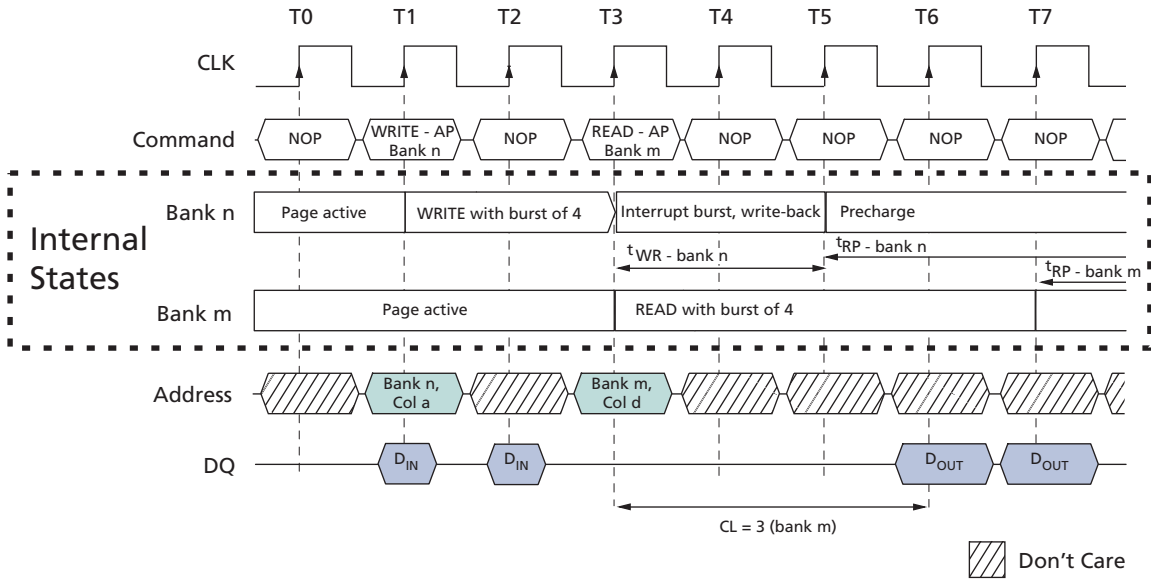 T0 T1 T2 T3 T4 T5 T6 T7
CLK
Command NOP WRITE - AP NOP READ - AP NOP NOP NOP NOP
Bank n Bank m
Bank n Page active WRITE with burst of 4 Interrupt burst, write-back Precharge
Internal
States
tWR - bank n tRP - bank n
tRP - bank m
Bank m Page active READ with burst of 4
Address Bank n, Bank m,
Col a Col d
DQ DIN DIN DOUT DOUT
CL = 3 (bank m)
Don't Care